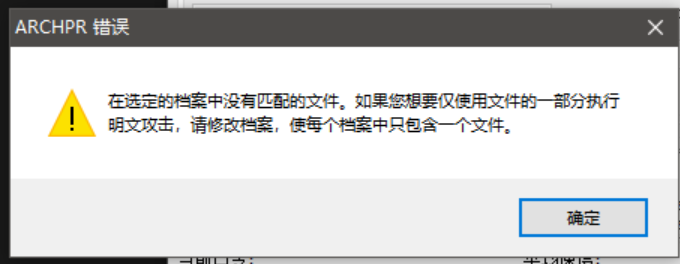 ARCHPR 错误
在选定的档案中没有匹配的文件。如果您想要仅使用文件的一部分执行
明文攻击，请修改档案，使每个档案中只包含一个文件。
确定